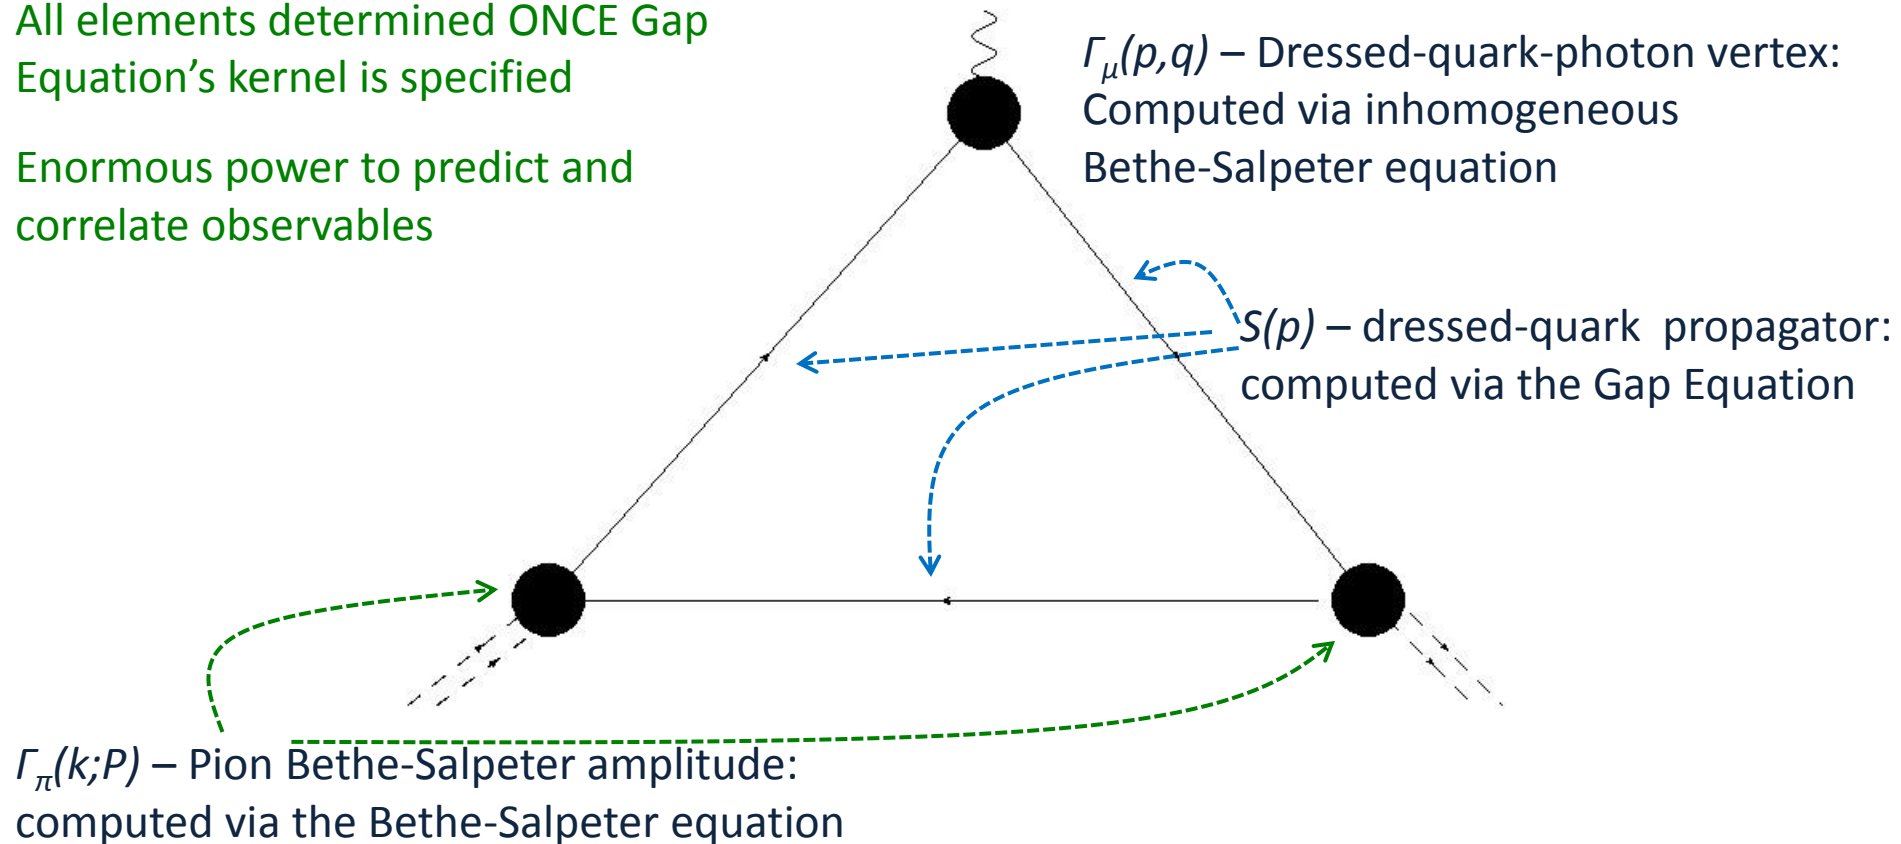 All elements determined ONCE Gap
Equation’s kernel is specified
Enormous power to predict and
correlate observables
Γμ(p,q) – Dressed-quark-photon vertex:
Computed via inhomogeneous
Bethe-Salpeter equation
S(p) – dressed-quark propagator:
computed via the Gap Equation
Γπ(k;P) – Pion Bethe-Salpeter amplitude:
computed via the Bethe-Salpeter equation